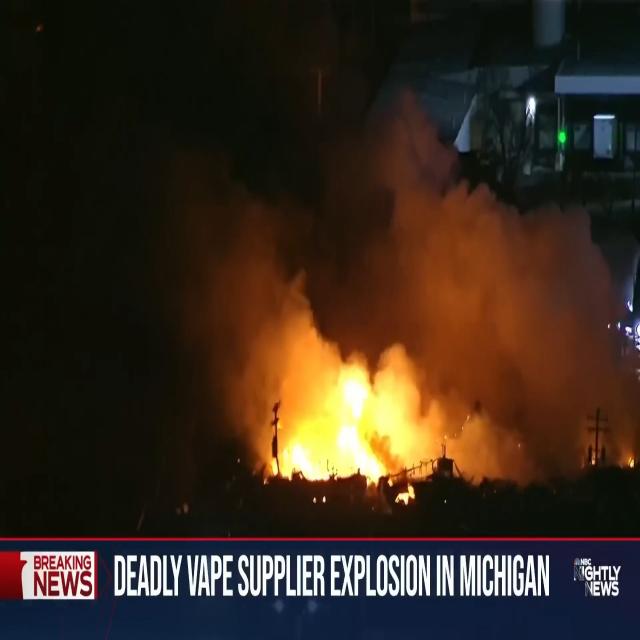 BREAKING
NEWS
DEADLY VAPE SUPPLIER EXPLOSION IN MICHIGAN
NBC
NIGHTLY
NEWS